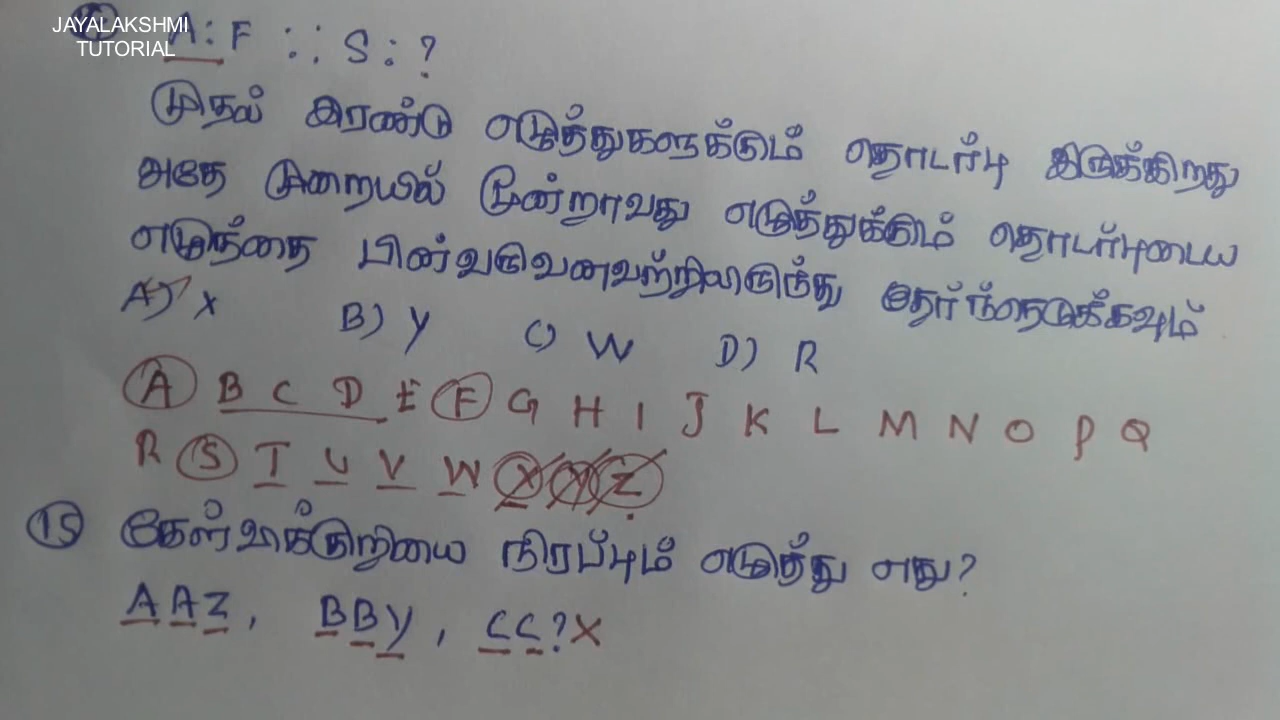 JAYALAKSHMI
TUTORIAL
A : F :: S : ?
முதல் இரண்டு எழுத்துகளுக்கும் தொடர்பு இருக்கிறது
அதே முறையில் மூன்றாவது எழுத்துக்கும் தொடர்புடைய
எழுத்தை பின்வருவனவற்றிலிருந்து தேர்ந்தெடுக்கவும்
A) X B) Y C) W D) R
A B C D E F G H I J K L M N O P Q
R S T U V W X Y Z
15 கேள்விக்குறியை நிரப்பும் எழுத்து எது?
AAZ, BBY, CC? X